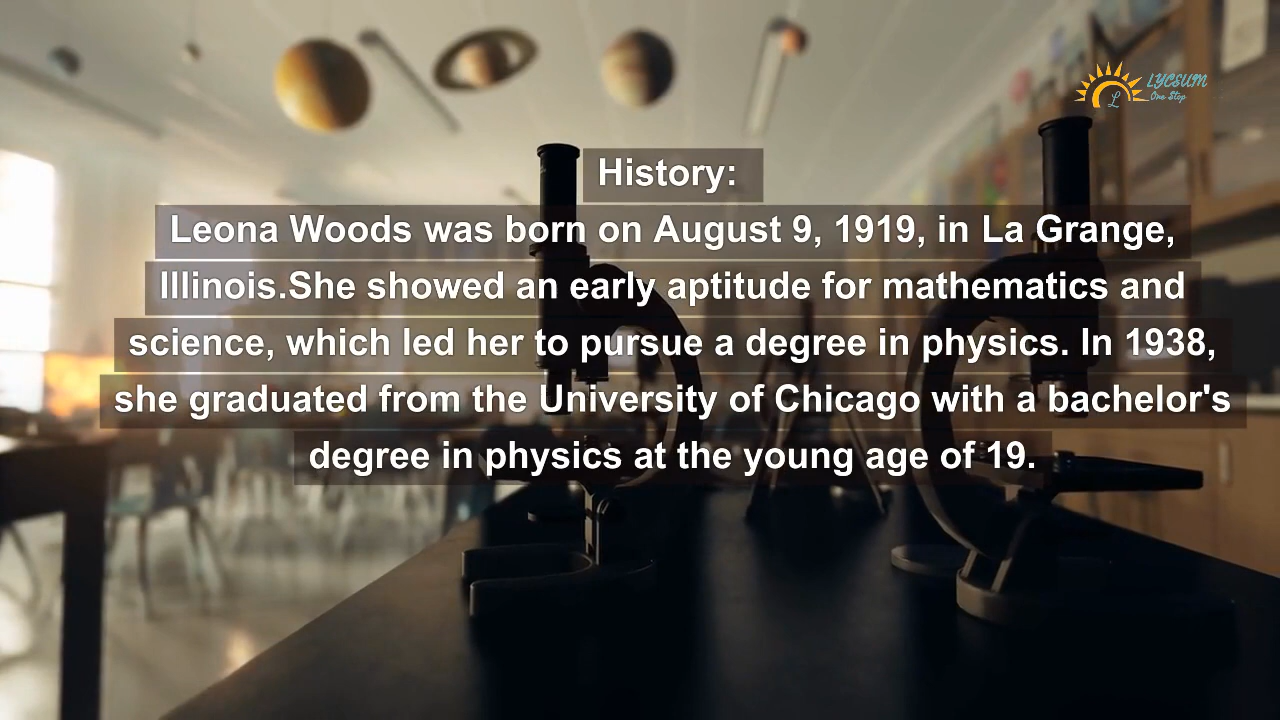 LYCSUM
One Stop
L
History:
Leona Woods was born on August 9, 1919, in La Grange,
Illinois.She showed an early aptitude for mathematics and
science, which led her to pursue a degree in physics. In 1938,
she graduated from the University of Chicago with a bachelor's
degree in physics at the young age of 19.